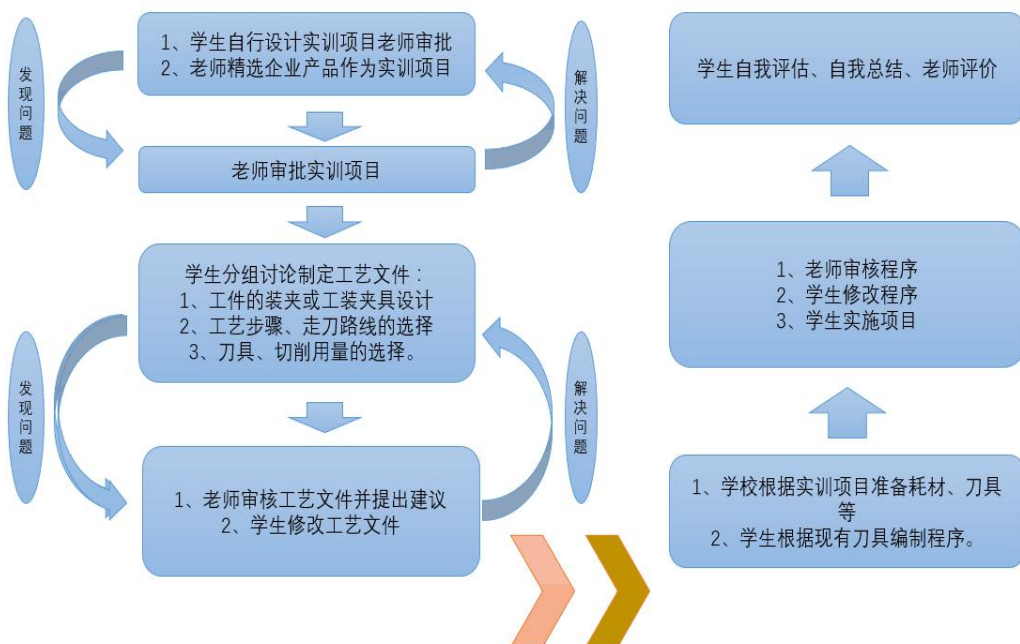 1、学生自行设计实训项目老师审批
2、老师精选企业产品作为实训项目
发现问题
解决问题
老师审批实训项目
学生分组讨论制定工艺文件：
1、工件的装夹或工装夹具设计
2、工艺步骤、走刀路线的选择
3、刀具、切削用量的选择。
发现问题
解决问题
1、老师审核工艺文件并提出建议
2、学生修改工艺文件
1、学校根据实训项目准备耗材、刀具
等
2、学生根据现有刀具编制程序。
1、老师审核程序
2、学生修改程序
3、学生实施项目
学生自我评估、自我总结、老师评价